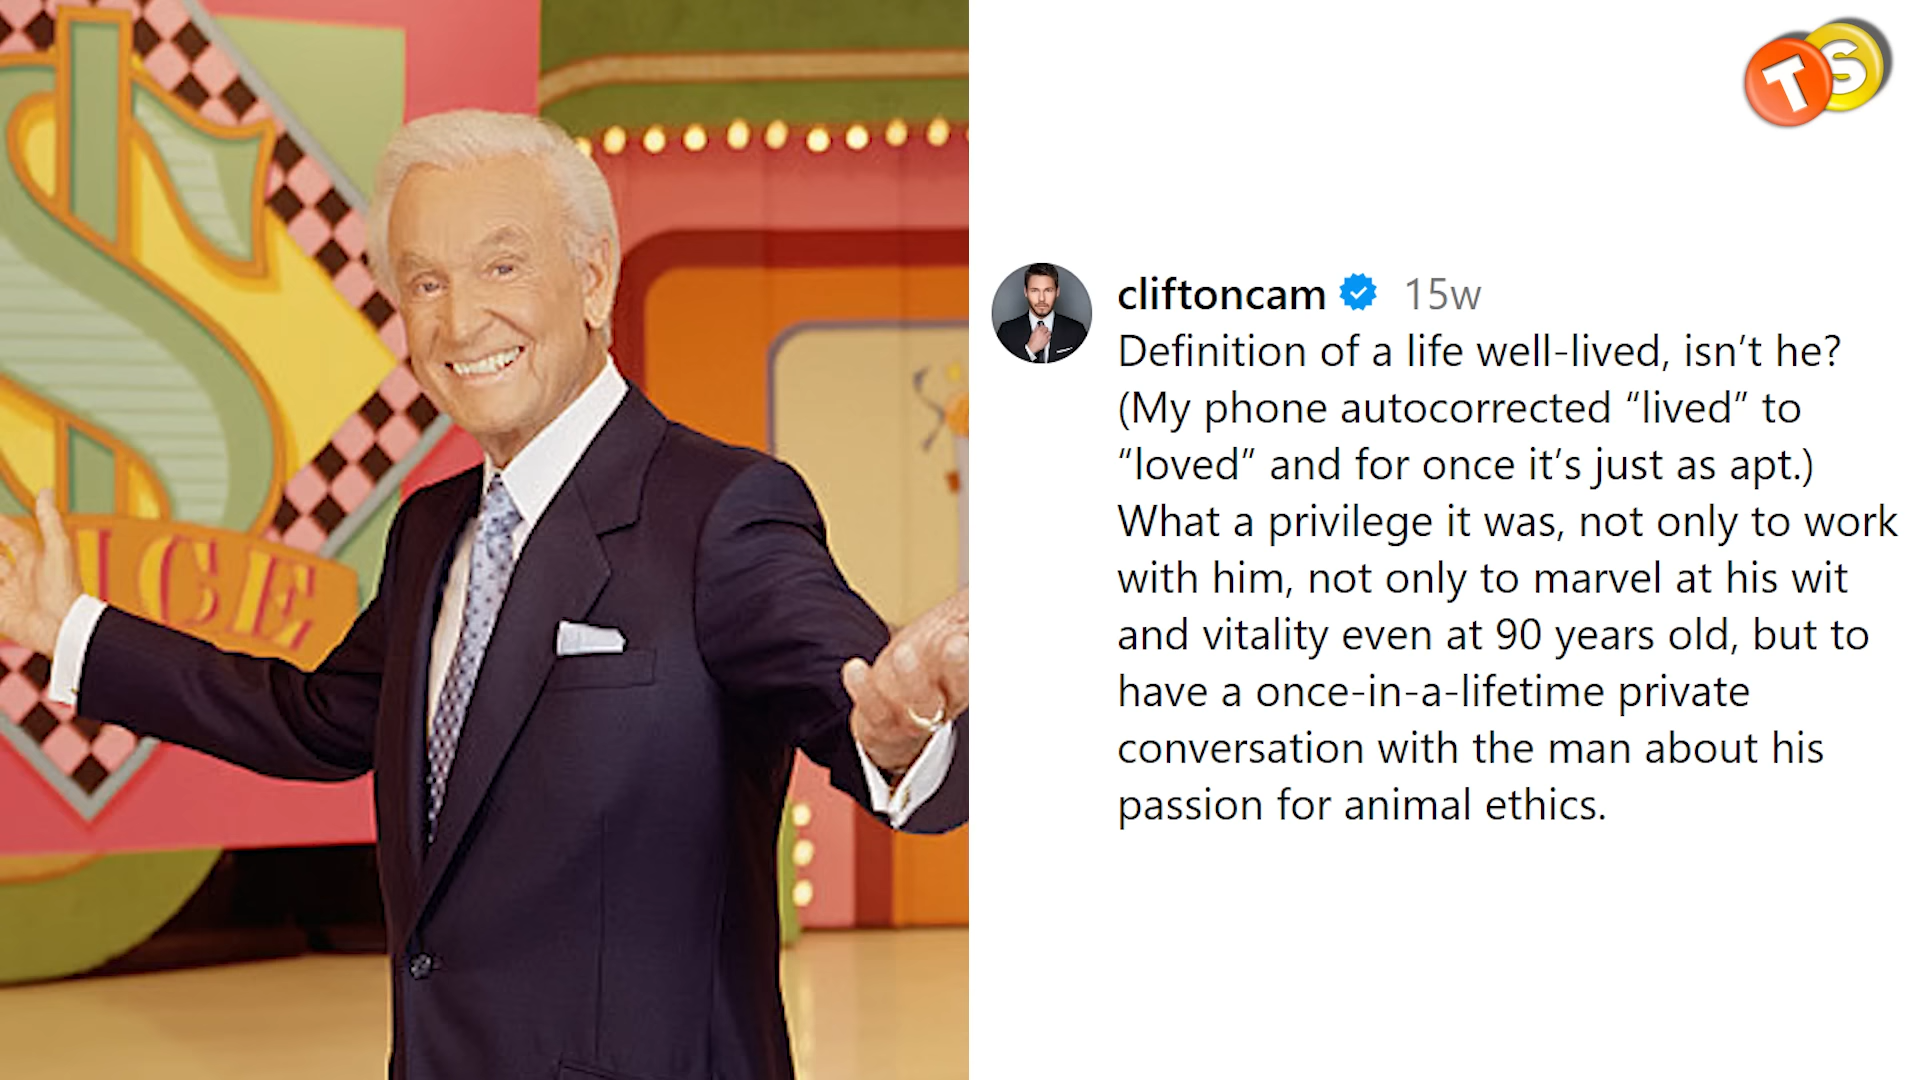 ICE
TS
cliftoncam 15w
Definition of a life well-lived, isn’t he?
(My phone autocorrected “lived” to
“loved” and for once it’s just as apt.)
What a privilege it was, not only to work
with him, not only to marvel at his wit
and vitality even at 90 years old, but to
have a once-in-a-lifetime private
conversation with the man about his
passion for animal ethics.